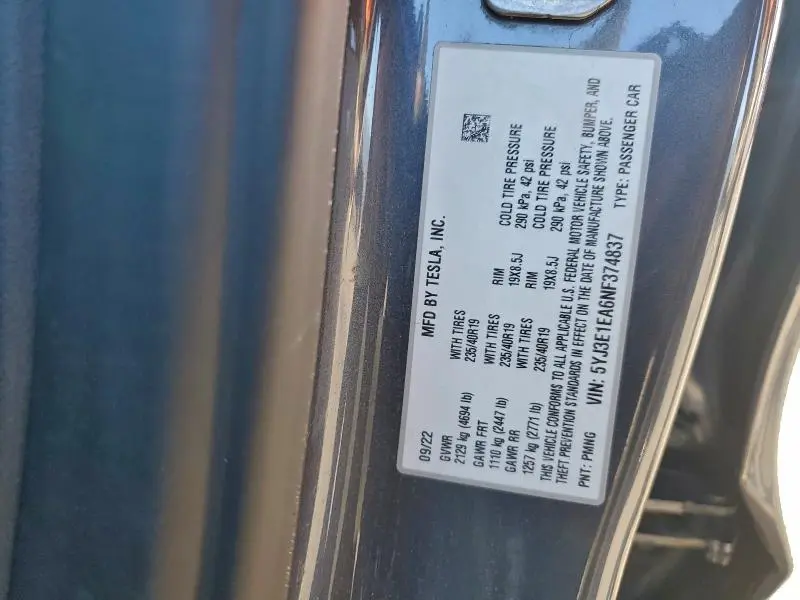 MFD BY TESLA, INC.
09/22
GVWR
2129 kg (4694 lb)
WITH TIRES
235/40R19
GAWR FRT
1110 kg (2447 lb)
WITH TIRES
235/40R19
RIM
19X8.5J
COLD TIRE PRESSURE
290 kPa, 42 psi
GAWR RR
1257 kg (2771 lb)
WITH TIRES
235/40R19
RIM
19X8.5J
COLD TIRE PRESSURE
290 kPa, 42 psi
THIS VEHICLE CONFORMS TO ALL APPLICABLE U.S. FEDERAL MOTOR VEHICLE SAFETY, BUMPER, AND
THEFT PREVENTION STANDARDS IN EFFECT ON THE DATE OF MANUFACTURE SHOWN ABOVE.
PNT: PMNG VIN: 5YJ3E1EA6NF374837 TYPE: PASSENGER CAR